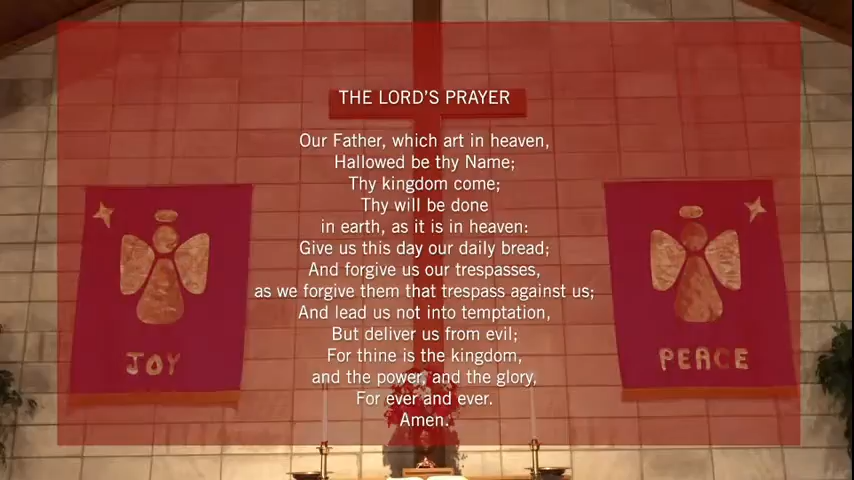 THE LORD'S PRAYER
Our Father, which art in heaven,
Hallowed be thy Name;
Thy kingdom come;
Thy will be done
in earth, as it is in heaven:
Give us this day our daily bread;
And forgive us our trespasses,
as we forgive them that trespass against us;
And lead us not into temptation,
But deliver us from evil;
For thine is the kingdom,
and the power, and the glory,
For ever and ever.
Amen.
JOY
PEACE